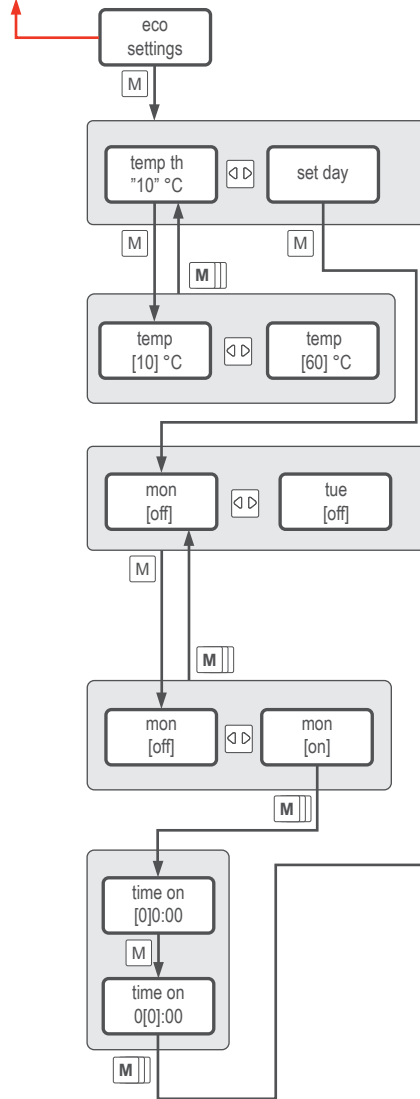 eco
settings
M
temp th
"10" °C
set day
M
M
M
temp
[10] °C
temp
[60] °C
mon
[off]
tue
[off]
M
M
mon
[off]
mon
[on]
M
time on
[0]0:00
M
time on
0[0]:00
M